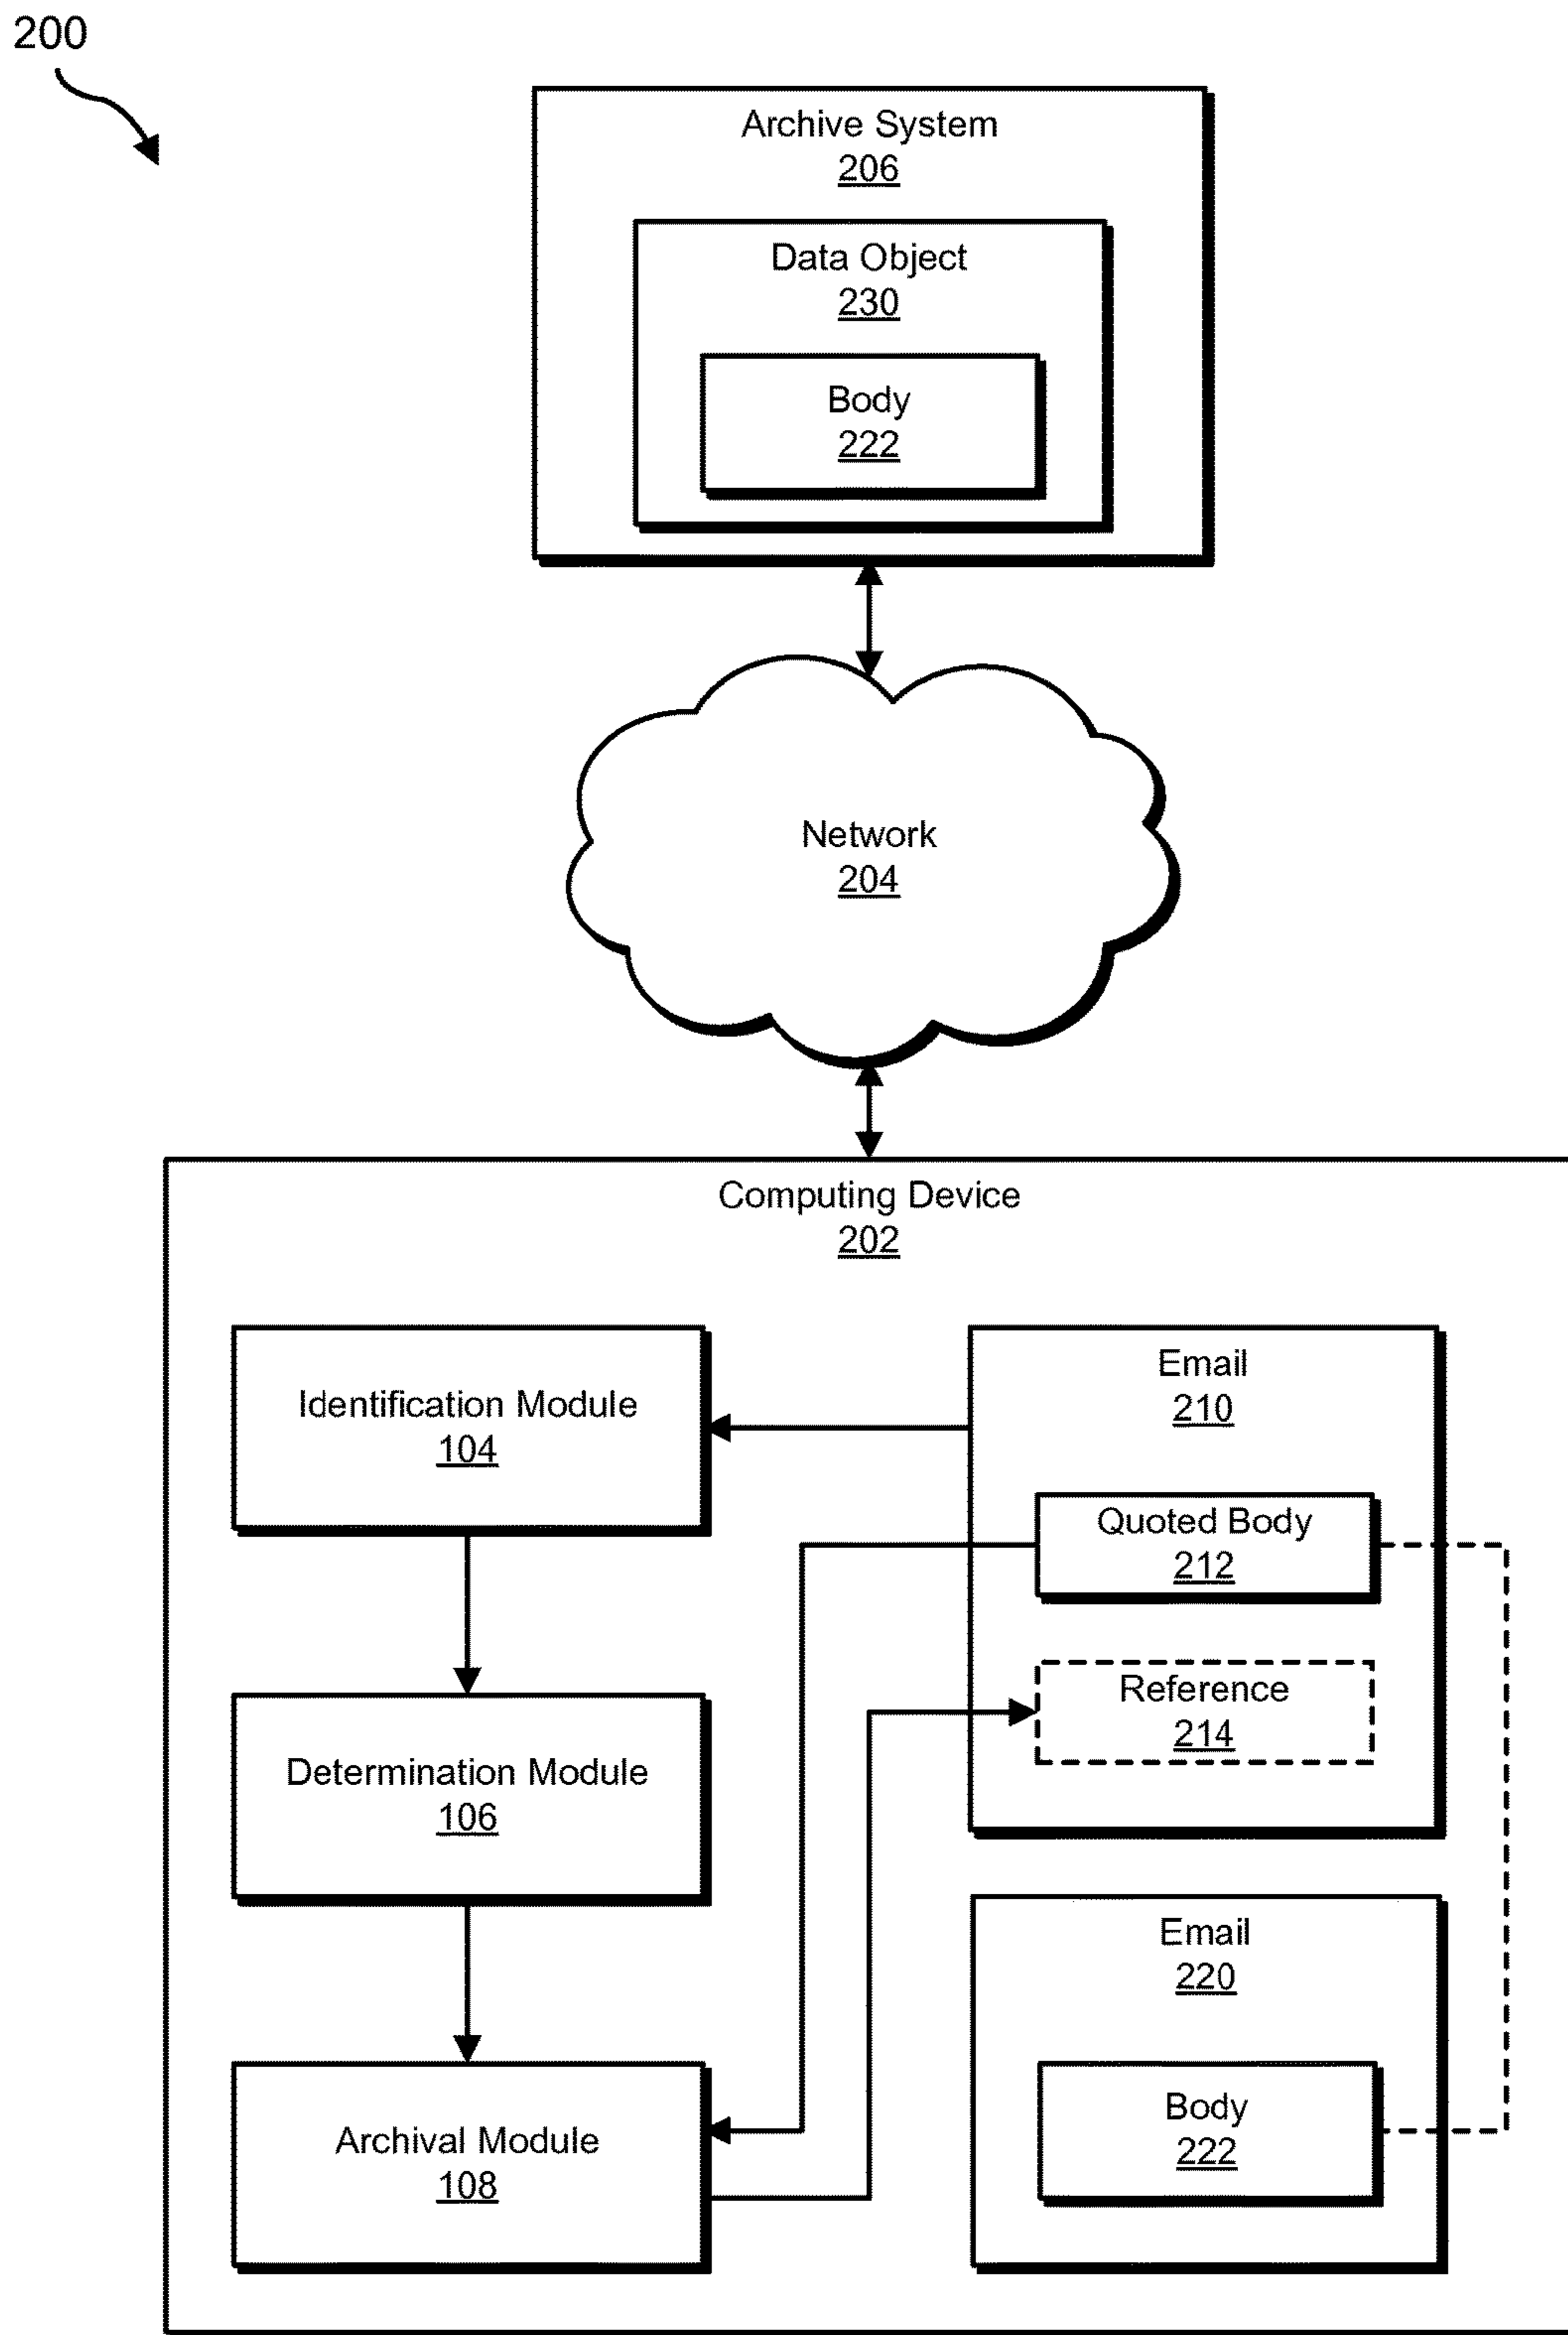 200
Archive System
206
Data Object
230
Body
222
Network
204
Computing Device
202
Identification Module
104
Email
210
Quoted Body
212
Reference
214
Determination Module
106
Email
220
Body
222
Archival Module
108